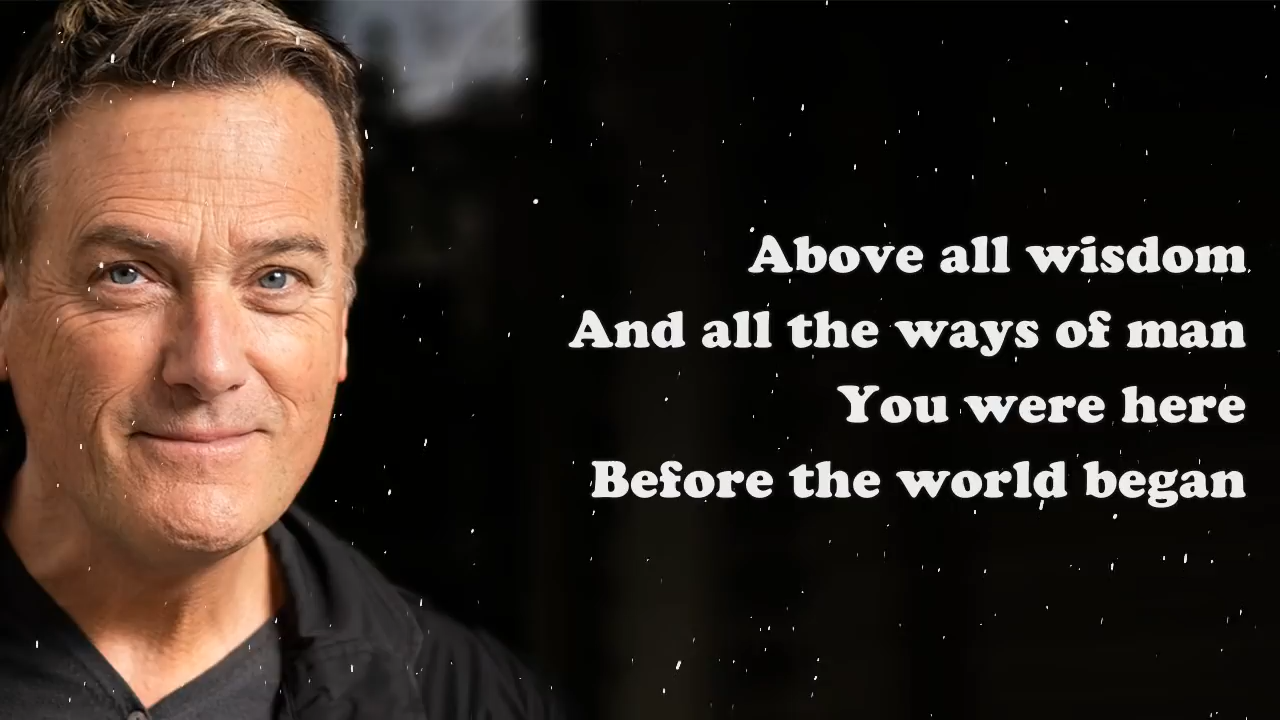 Above all wisdom
And all the ways of man
You were here
Before the world began